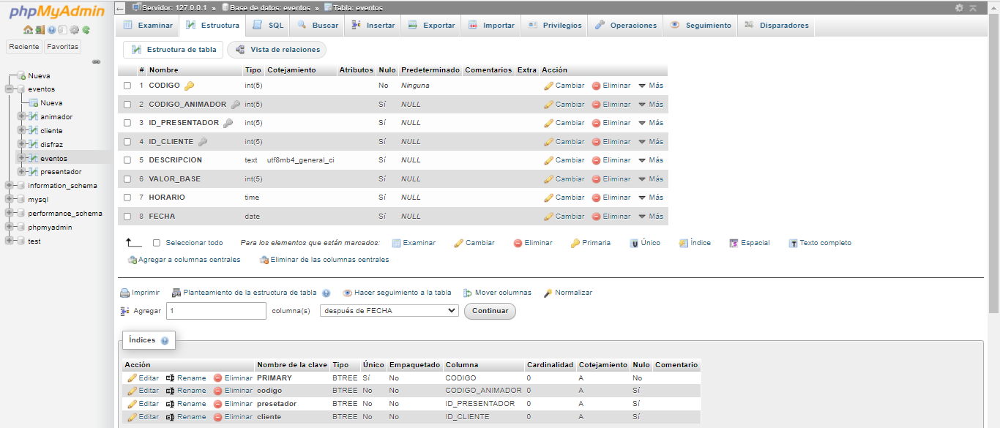 phpMyAdmin
Reciente Favoritas
Nueva
eventos
Nueva
animador
cliente
disfraz
eventos
presentador
information_schema
mysql
performance_schema
phpmyadmin
test
Servidor: 127.0.0.1 » Base de datos: eventos » Tabla: eventos
Examinar Estructura SQL Buscar Insertar Exportar Importar Privilegios Operaciones Seguimiento Disparadores
Estructura de tabla Vista de relaciones
# Nombre Tipo Cotejamiento Atributos Nulo Predeterminado Comentarios Extra Acción
1 CODIGO int(5) No Ninguna Cambiar Eliminar Más
2 CODIGO_ANIMADOR int(5) Sí NULL Cambiar Eliminar Más
3 ID_PRESENTADOR int(5) Sí NULL Cambiar Eliminar Más
4 ID_CLIENTE int(5) Sí NULL Cambiar Eliminar Más
5 DESCRIPCION text utf8mb4_general_ci Sí NULL Cambiar Eliminar Más
6 VALOR_BASE int(5) Sí NULL Cambiar Eliminar Más
7 HORARIO time Sí NULL Cambiar Eliminar Más
8 FECHA date Sí NULL Cambiar Eliminar Más
Seleccionar todo Para los elementos que están marcados: Examinar Cambiar Eliminar Primaria Único Índice Espacial Texto completo
Agregar a columnas centrales Eliminar de las columnas centrales
Imprimir Planteamiento de la estructura de tabla Hacer seguimiento a la tabla Mover columnas Normalizar
Agregar 1 columna(s) después de FECHA Continuar
Índices
Acción Nombre de la clave Tipo Único Empaquetado Columna Cardinalidad Cotejamiento Nulo Comentario
Editar Rename Eliminar PRIMARY BTREE Sí No CODIGO 0 A No
Editar Rename Eliminar codigo BTREE No No CODIGO_ANIMADOR 0 A Sí
Editar Rename Eliminar presetador BTREE No No ID_PRESENTADOR 0 A Sí
Editar Rename Eliminar cliente BTREE No No ID_CLIENTE 0 A Sí